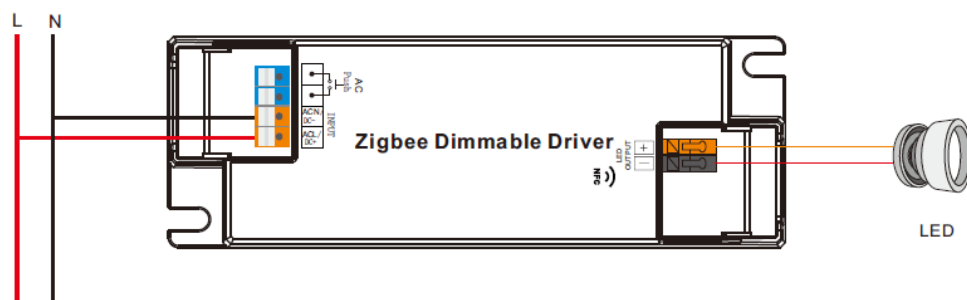 L N
AC
Push
INPUT
AC N/
DC-
AC L/
DC+
Zigbee Dimmable Driver
LED
OUTPUT
+
−
NFC
LED